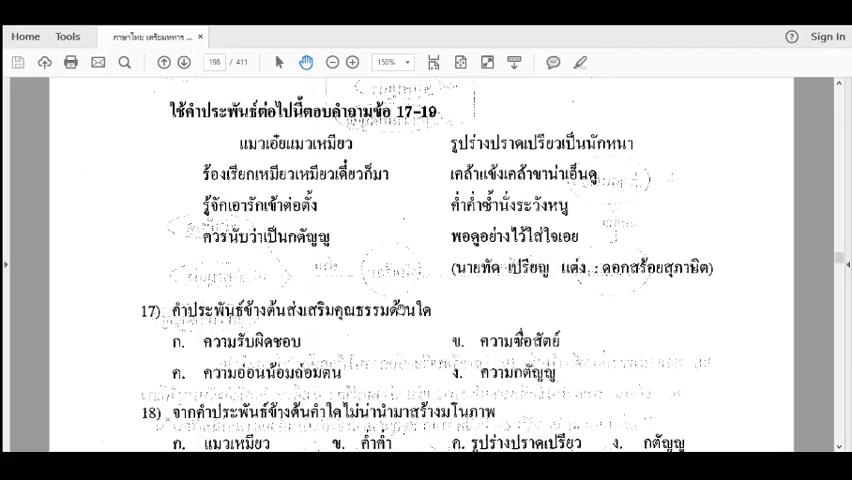 Home Tools ภาษาไทย เตรียมทหาร ... × Sign In
198 / 411 150%
ใช้คำประพันธ์ต่อไปนี้ตอบคำถามข้อ 17-19
แมวเอ๋ยแมวเหมียว รูปร่างปราดเปรียวเป็นนักหนา
ร้องเรียกเหมียวเหมียวเดี๋ยวก็มา เคล้าแข้งเคล้าขาน่าเอ็นดู
รู้จักเอารักเข้าต่อตั้ง ค่ำค่ำซ้ำนั่งระวังหนู
ควรนับว่าเป็นกตัญญู พอดูอย่างไว้ใส่ใจเอย
(นายทัด เปรียญ แต่ง : ดอกสร้อยสุภาษิต)
17) คำประพันธ์ข้างต้นส่งเสริมคุณธรรมด้านใด
ก. ความรับผิดชอบ ข. ความซื่อสัตย์
ค. ความอ่อนน้อมถ่อมตน ง. ความกตัญญู
18) จากคำประพันธ์ข้างต้นคำใดไม่น่านำมาสร้างมโนภาพ
ก. แมวเหมียว ข. ค่ำค่ำ ค. รูปร่างปราดเปรียว ง. กตัญญู